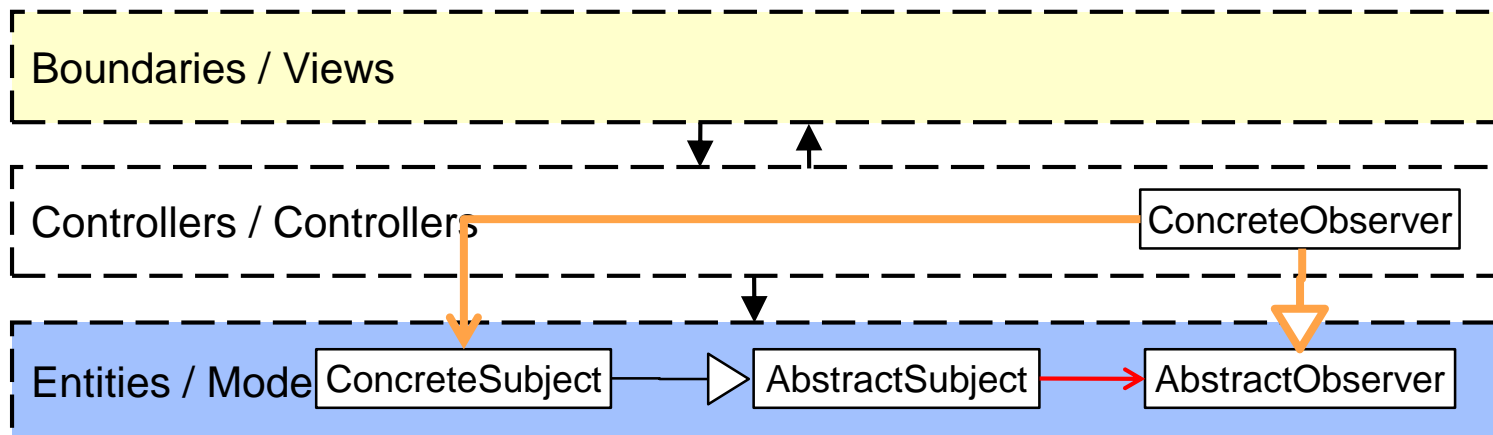 Boundaries / Views
Controllers / Controllers
ConcreteObserver
Entities / Mode
ConcreteSubject
AbstractSubject
AbstractObserver